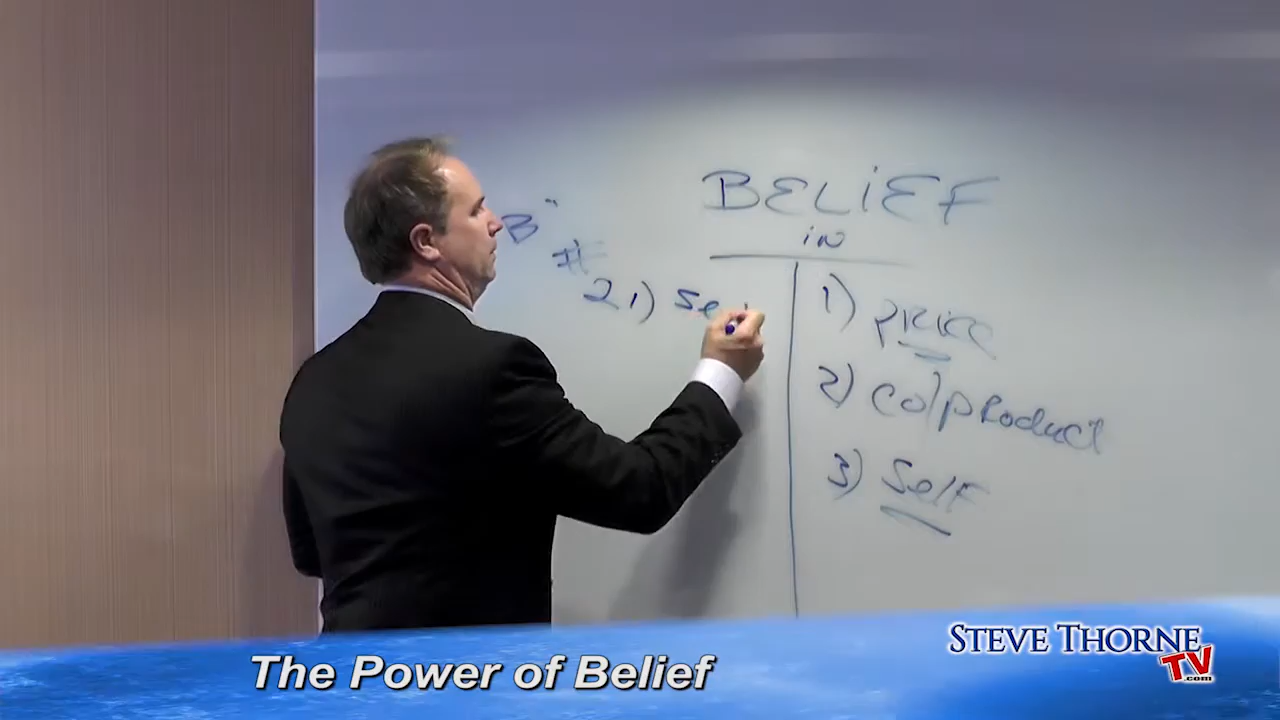 BELIEF
in
B"
#
2 1) Se
1) PRice
2) co/pRoduct
3) Self
The Power of Belief
STEVE THORNE
TV
.com